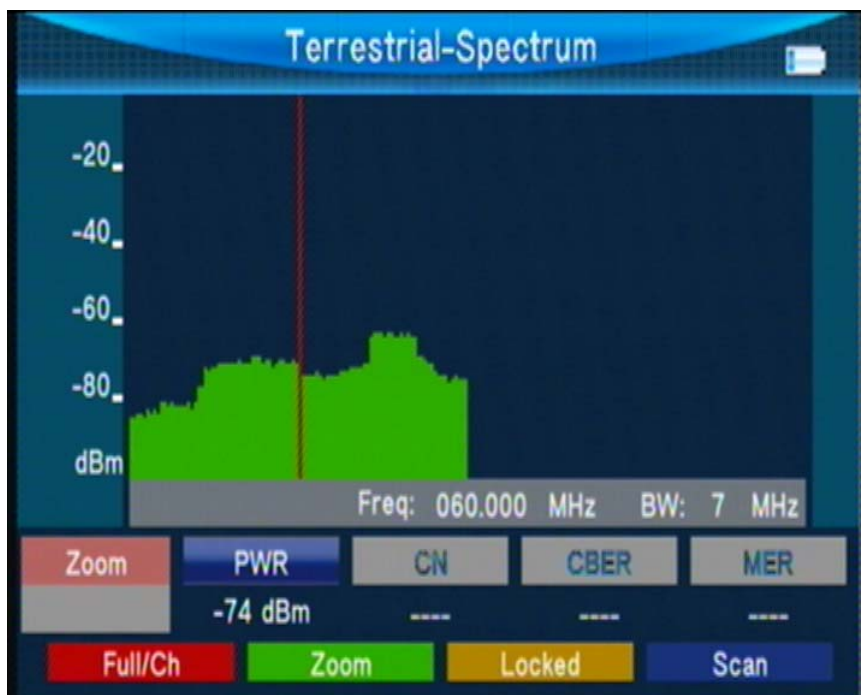 Terrestrial-Spectrum
-20
-40
-60
-80
dBm
Freq: 060.000 MHz BW: 7 MHz
Zoom PWR CN CBER MER
-74 dBm ---- ---- ----
Full/Ch Zoom Locked Scan